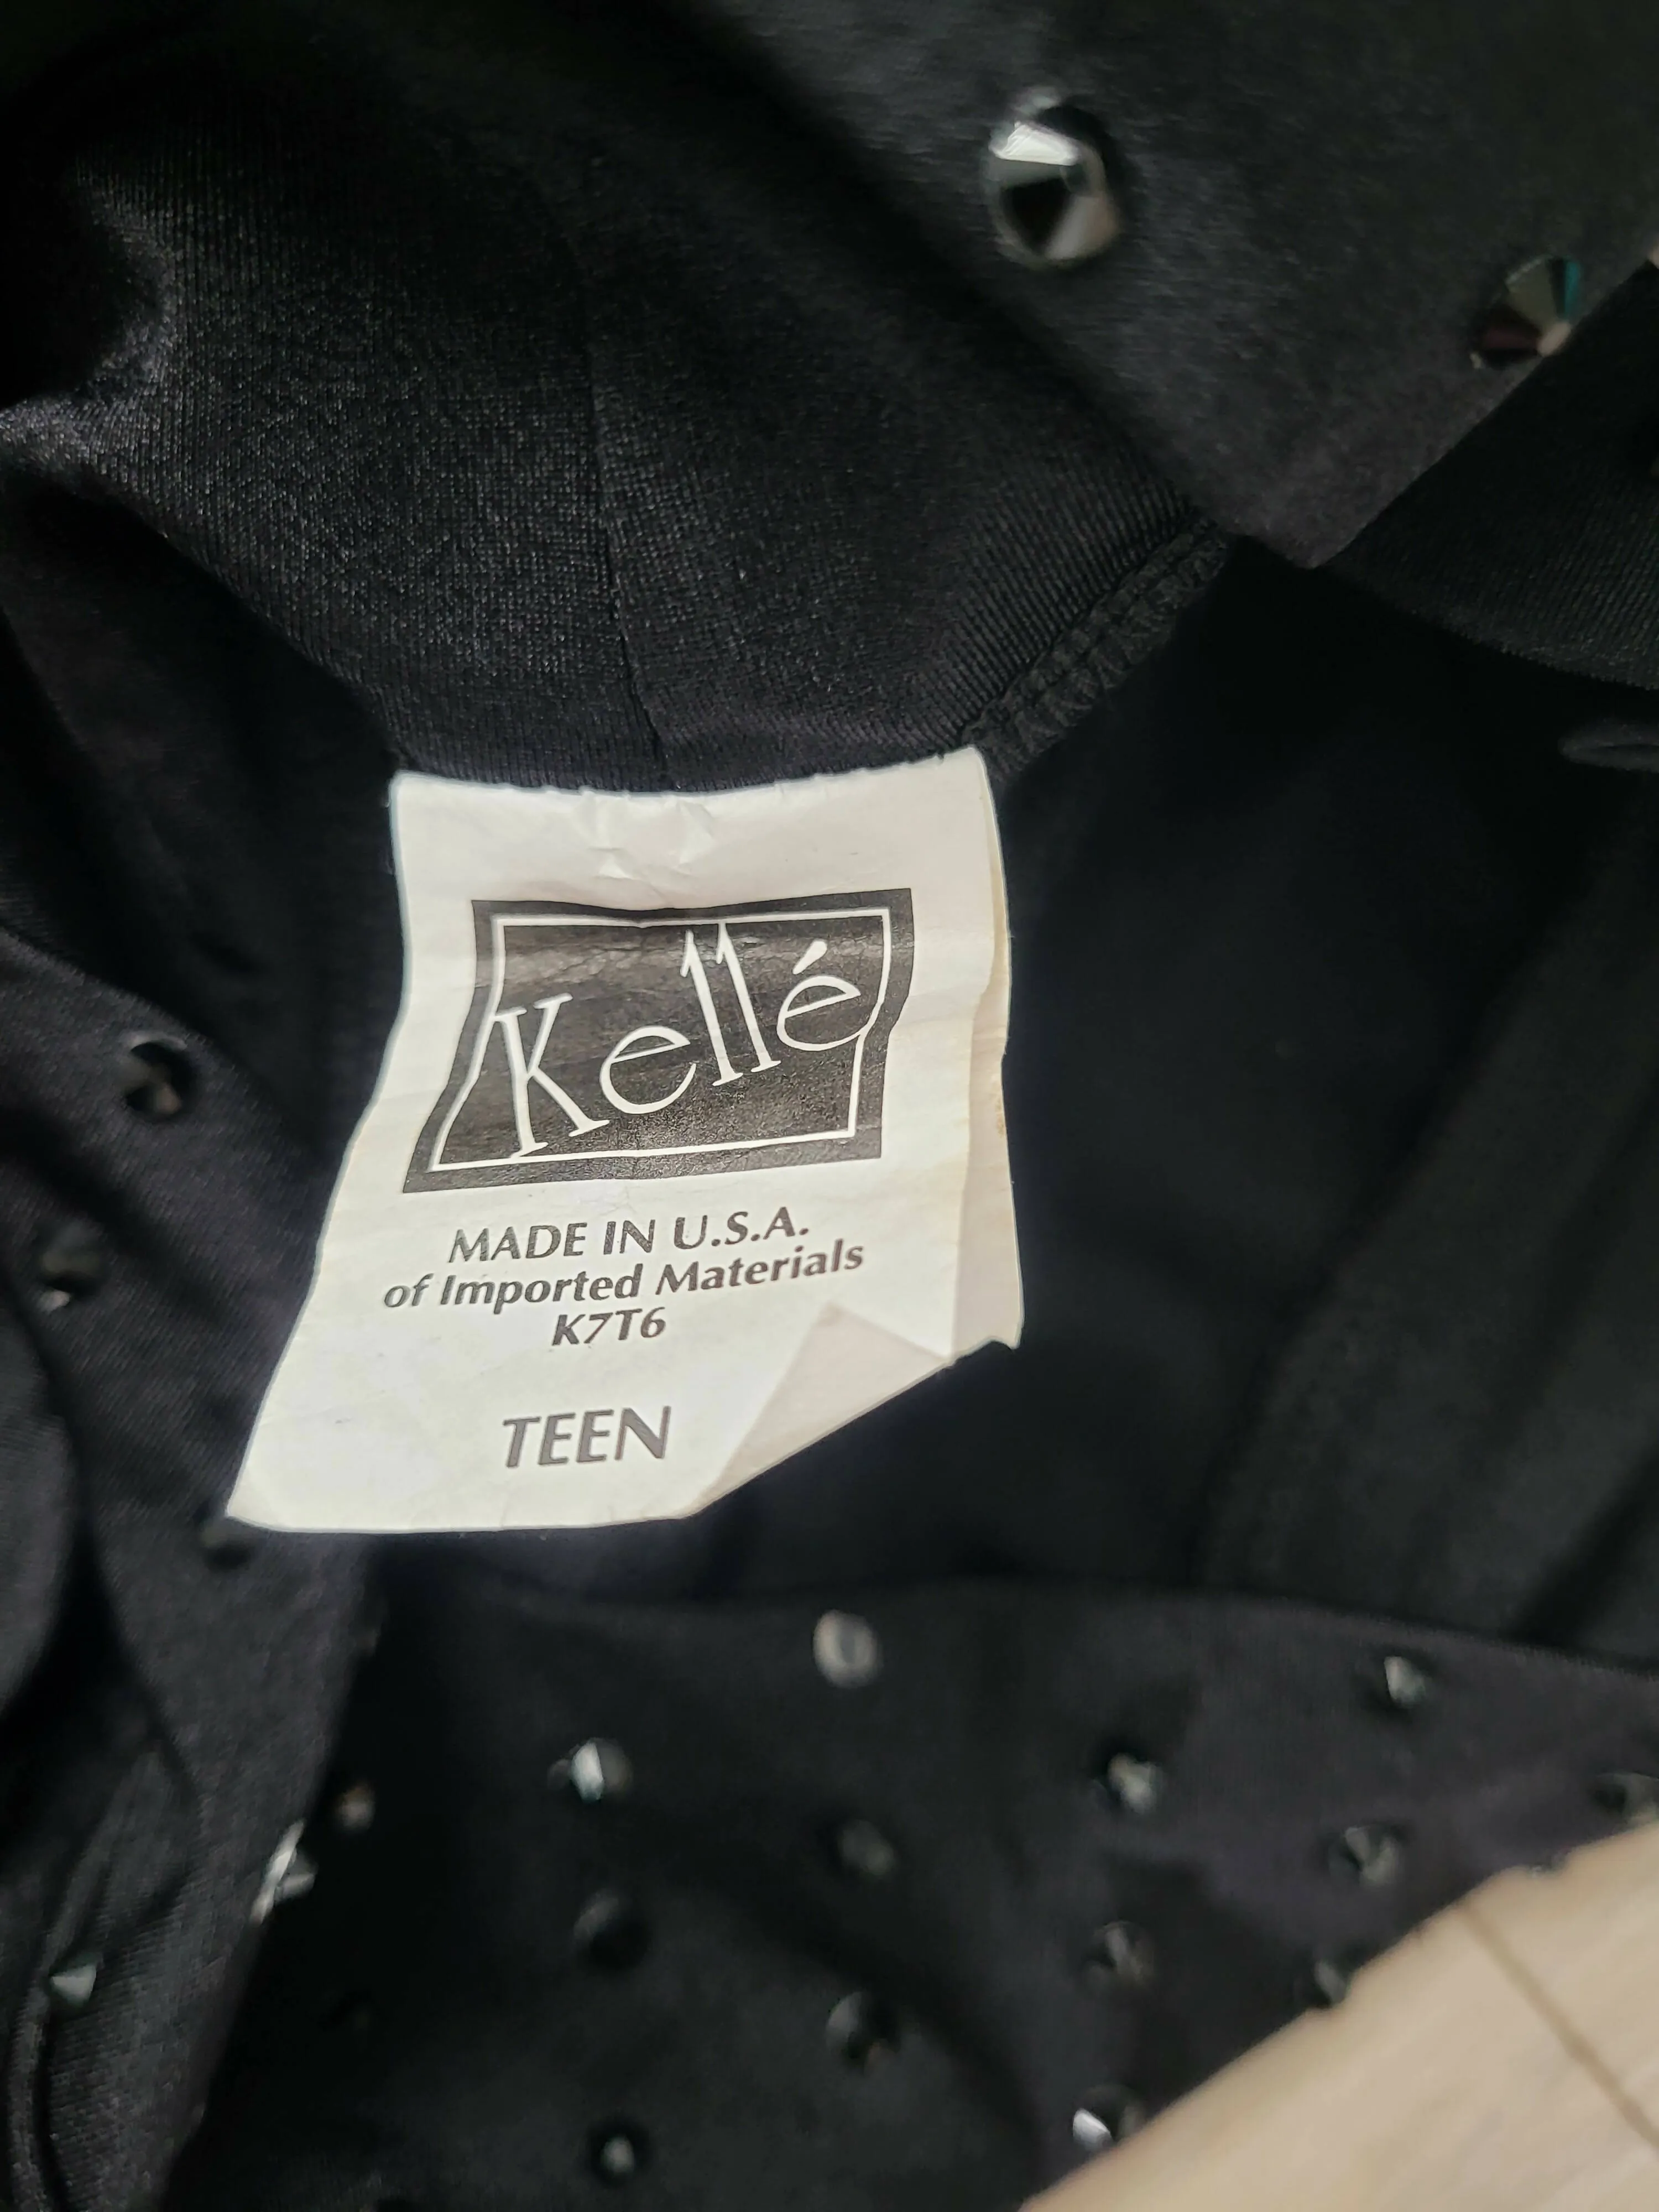 Kellé
MADE IN U.S.A.
of Imported Materials
K7T6
TEEN